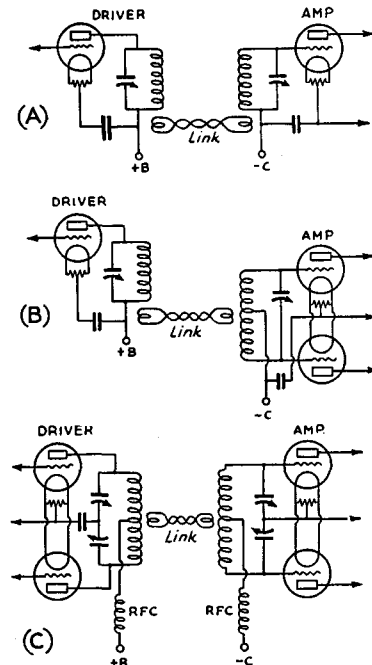 DRIVER AMP
(A)
Link
+B -C
DRIVER AMP
(B)
Link
+B
-C
DRIVER AMP.
Link
RFC RFC
(C)
+B -C